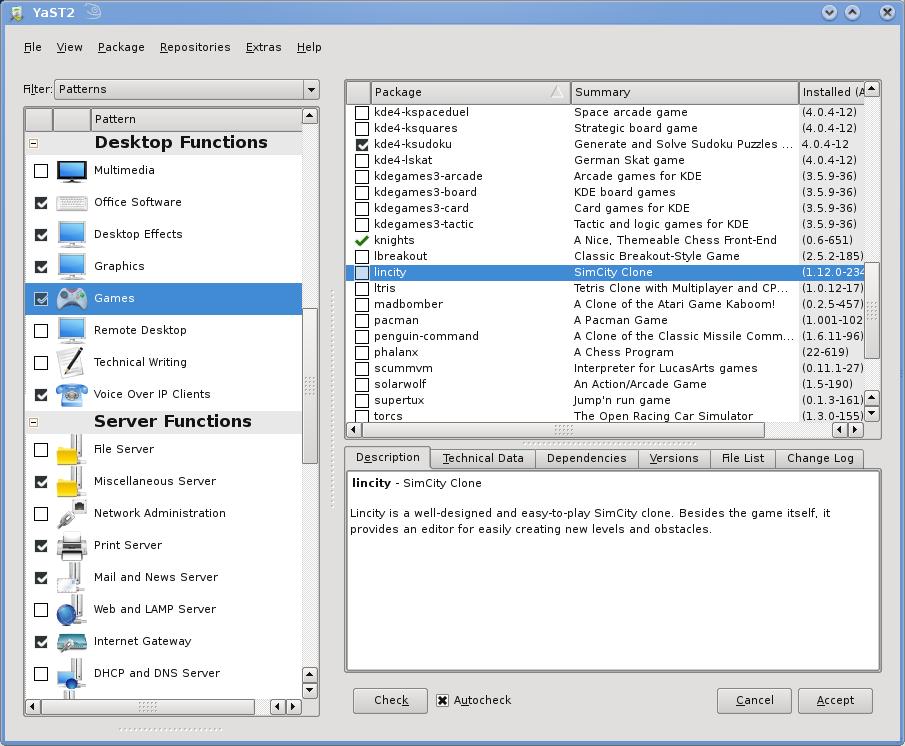 YaST2
File View Package Repositories Extras Help
Filter: Patterns
Pattern
Desktop Functions
Multimedia
Office Software
Desktop Effects
Graphics
Games
Remote Desktop
Technical Writing
Voice Over IP Clients
Server Functions
File Server
Miscellaneous Server
Network Administration
Print Server
Mail and News Server
Web and LAMP Server
Internet Gateway
DHCP and DNS Server
Package Summary Installed (A
kde4-kspaceduel Space arcade game (4.0.4-12)
kde4-ksquares Strategic board game (4.0.4-12)
kde4-ksudoku Generate and Solve Sudoku Puzzles ... 4.0.4-12
kde4-lskat German Skat game (4.0.4-12)
kdegames3-arcade Arcade games for KDE (3.5.9-36)
kdegames3-board KDE board games (3.5.9-36)
kdegames3-card Card games for KDE (3.5.9-36)
kdegames3-tactic Tactic and logic games for KDE (3.5.9-36)
knights A Nice, Themeable Chess Front-End (0.6-651)
lbreakout Classic Breakout-Style Game (2.5.2-185)
lincity SimCity Clone (1.12.0-234
ltris Tetris Clone with Multiplayer and CP... (1.0.12-17)
madbomber A Clone of the Atari Game Kaboom! (0.2.5-457)
pacman A Pacman Game (1.001-102
penguin-command A Clone of the Classic Missile Comm... (1.6.11-96)
phalanx A Chess Program (22-619)
scummvm Interpreter for LucasArts games (0.11.1-27)
solarwolf An Action/Arcade Game (1.5-190)
supertux Jump'n run game (0.1.3-161)
torcs The Open Racing Car Simulator (1.3.0-155)
Description Technical Data Dependencies Versions File List Change Log
lincity - SimCity Clone
Lincity is a well-designed and easy-to-play SimCity clone. Besides the game itself, it
provides an editor for easily creating new levels and obstacles.
Check Autocheck Cancel Accept